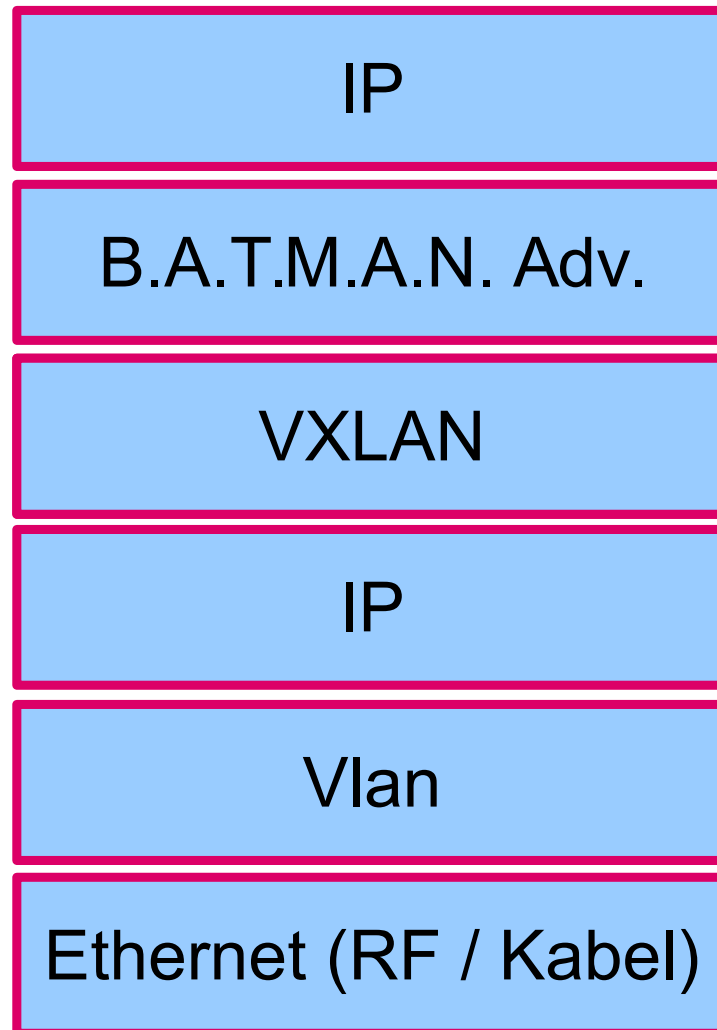 IP
B.A.T.M.A.N. Adv.
VXLAN
IP
Vlan
Ethernet (RF / Kabel)